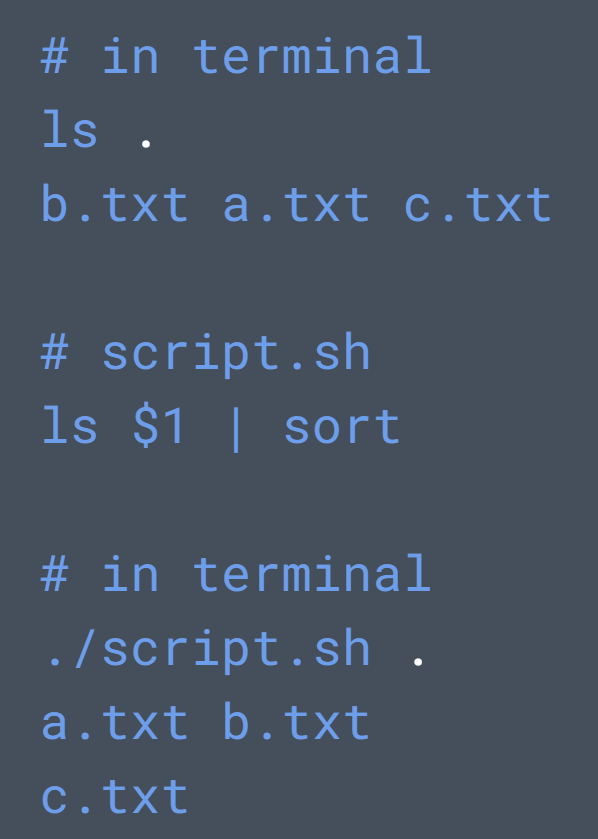 # in terminal
ls .
b.txt a.txt c.txt
# script.sh
ls $1 | sort
# in terminal
./script.sh .
a.txt b.txt
c.txt